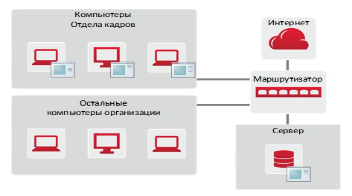 Компьютеры
Отдела кадров
Интернет
Маршрутизатор
Остальные
компьютеры организации
Сервер